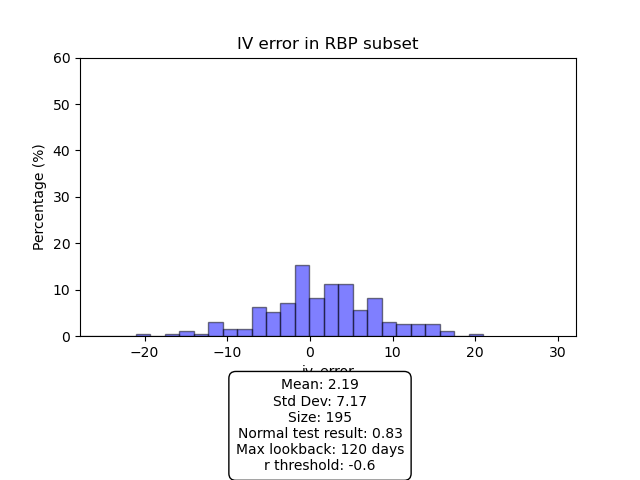 IV error in RBP subset
Percentage (%)
60
50
40
30
20
10
0
−20
−10
0
10
20
30
iv_error
Mean: 2.19
Std Dev: 7.17
Size: 195
Normal test result: 0.83
Max lookback: 120 days
r threshold: -0.6